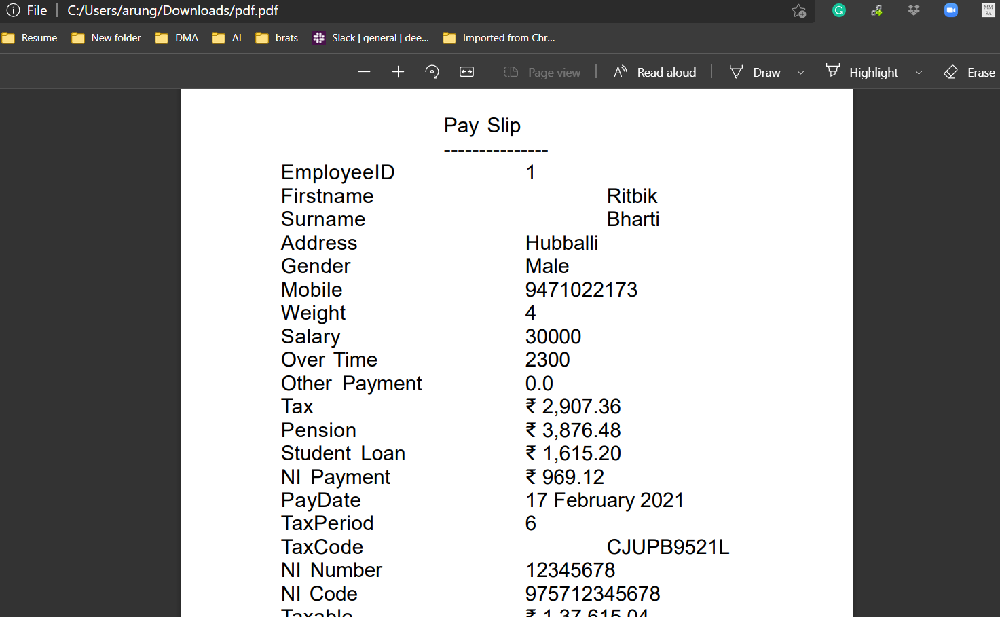 File | C:/Users/arung/Downloads/pdf.pdf
Resume New folder DMA AI brats Slack | general | dee... Imported from Chr...
Page view Read aloud Draw Highlight Erase
Pay Slip
---------------
EmployeeID 1
Firstname Ritbik
Surname Bharti
Address Hubballi
Gender Male
Mobile 9471022173
Weight 4
Salary 30000
Over Time 2300
Other Payment 0.0
Tax ₹ 2,907.36
Pension ₹ 3,876.48
Student Loan ₹ 1,615.20
NI Payment ₹ 969.12
PayDate 17 February 2021
TaxPeriod 6
TaxCode CJUPB9521L
NI Number 12345678
NI Code 975712345678
Taxable ₹ 1,37,615.04